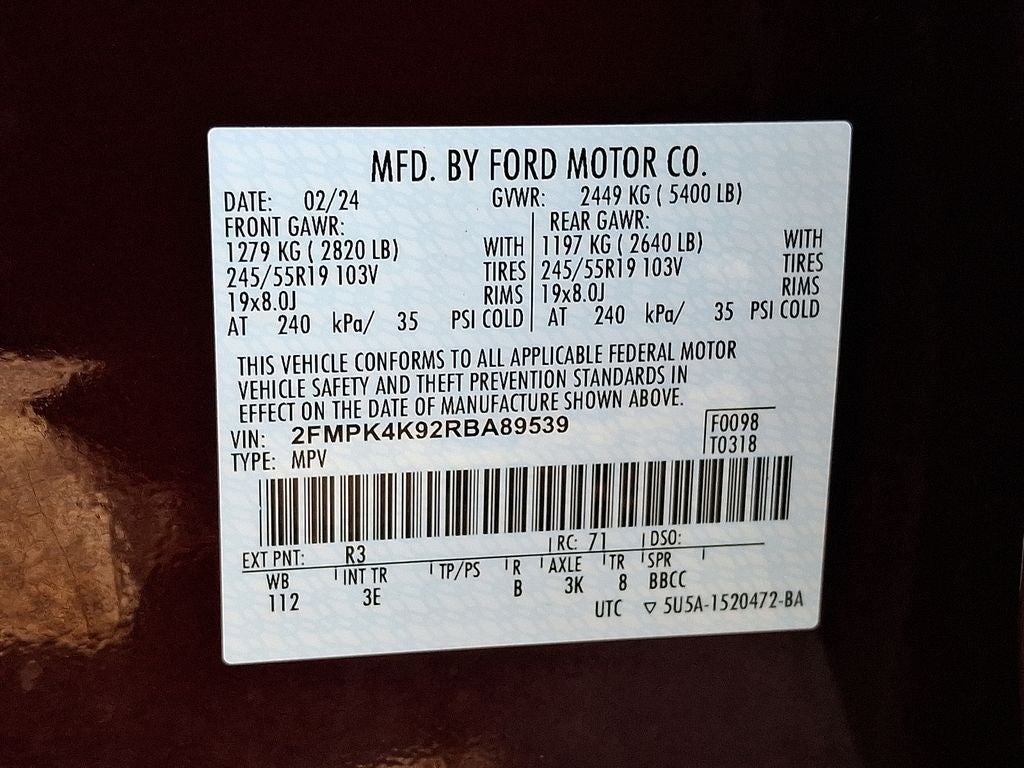 MFD. BY FORD MOTOR CO.
DATE: 02/24 GVWR: 2449 KG ( 5400 LB)
FRONT GAWR: REAR GAWR:
1279 KG ( 2820 LB) WITH 1197 KG ( 2640 LB) WITH
245/55R19 103V TIRES 245/55R19 103V TIRES
19x8.0J RIMS 19x8.0J RIMS
AT 240 kPa/ 35 PSI COLD AT 240 kPa/ 35 PSI COLD
THIS VEHICLE CONFORMS TO ALL APPLICABLE FEDERAL MOTOR
VEHICLE SAFETY AND THEFT PREVENTION STANDARDS IN
EFFECT ON THE DATE OF MANUFACTURE SHOWN ABOVE.
VIN: 2FMPK4K92RBA89539 F0098
TYPE: MPV T0318
EXT PNT: R3 RC: 71 DSO:
WB INT TR TP/PS R AXLE TR SPR
112 3E B 3K 8 BBCC
UTC ▽ 5U5A-1520472-BA